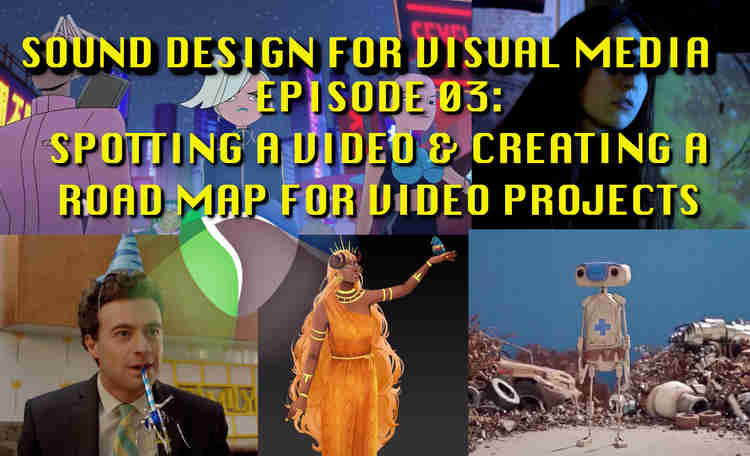 SOUND DESIGN FOR VISUAL MEDIA
EPISODE 03:
SPOTTING A VIDEO & CREATING A
ROAD MAP FOR VIDEO PROJECTS